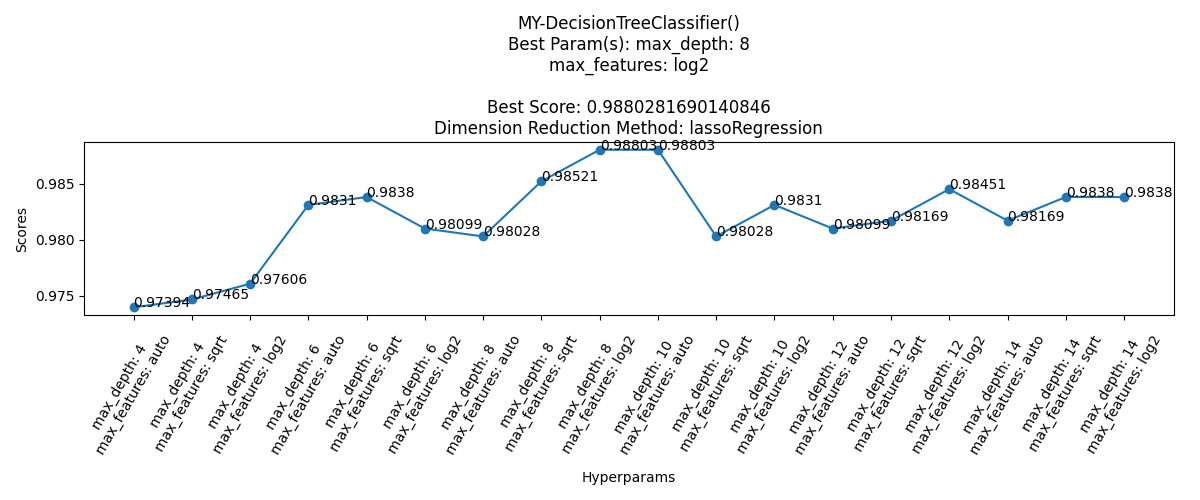 MY-DecisionTreeClassifier()
Best Param(s): max_depth: 8
max_features: log2
Best Score: 0.9880281690140846
Dimension Reduction Method: lassoRegression
Scores
0.985
0.980
0.975
0.97394
0.97465
0.97606
0.9831
0.9838
0.98099
0.98028
0.98521
0.98803
0.98803
0.98028
0.9831
0.98099
0.98169
0.98451
0.98169
0.9838
0.9838
max_depth: 4
max_features: auto
max_depth: 4
max_features: sqrt
max_depth: 4
max_features: log2
max_depth: 6
max_features: auto
max_depth: 6
max_features: sqrt
max_depth: 6
max_features: log2
max_depth: 8
max_features: auto
max_depth: 8
max_features: sqrt
max_depth: 8
max_features: log2
max_depth: 10
max_features: auto
max_depth: 10
max_features: sqrt
max_depth: 10
max_features: log2
max_depth: 12
max_features: auto
max_depth: 12
max_features: sqrt
max_depth: 12
max_features: log2
max_depth: 14
max_features: auto
max_depth: 14
max_features: sqrt
max_depth: 14
max_features: log2
Hyperparams